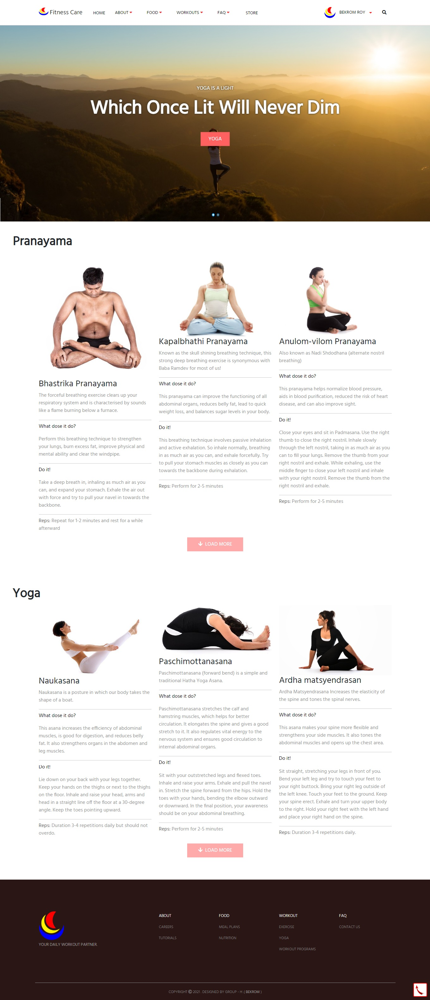 Fitness Care HOME ABOUT FOOD WORKOUTS FAQ STORE BEKROM ROY
YOGA IS A LIGHT
Which Once Lit Will Never Dim
YOGA
Pranayama
Bhastrika Pranayama
The forceful breathing exercise clears up your
respiratory system and is characterised by sounds
like a flame burning below a furnace.
What dose it do?
Perform this breathing technique to strengthen
your lungs, burn excess fat, improve physical and
mental ability and clear the windpipe.
Do it!
Take a deep breath in, inhaling as much air as you
can, and expand your stomach. Exhale the air out
with force and try to pull your navel in towards the
backbone.
Reps: Repeat for 1-2 minutes and rest for a while
afterward
Kapalbhathi Pranayama
Known as the skull shining breathing technique, this
strong deep breathing exercise is synonymous with
Baba Ramdev for most of us!
What dose it do?
This pranayama can improve the functioning of all
abdominal organs, reduces belly fat, lead to quick
weight loss, and balances sugar levels in your body.
Do it!
This breathing technique involves passive inhalation
and active exhalation. So inhale normally, breathing
in as much air as you can, and exhale forcefully. Try
to pull your stomach muscles as closely as you can
towards the backbone during exhalation.
Reps: Perform for 2-5 minutes
Anulom-vilom Pranayama
Also known as Nadi Shdodhana (alternate nostril
breathing)
What dose it do?
This pranayama helps normalize blood pressure,
aids in blood purification, reduced the risk of heart
disease, and can also improve sight.
Do it!
Close your eyes and sit in Padmasana. Use the right
thumb to close the right nostril. Inhale slowly
through the left nostril, taking in as much air as you
can to fill your lungs. Remove the thumb from your
right nostril and exhale. While exhaling, use the
middle finger to close your left nostril and inhale
with your right nostril. Remove the thumb from the
right nostril and exhale.
Reps: Perform for 2-5 minutes
LOAD MORE
Yoga
Naukasana
Naukasana is a posture in which our body takes the
shape of a boat.
What dose it do?
This asana increases the efficiency of abdominal
muscles, is good for digestion, and reduces belly
fat. It also strengthens organs in the abdomen and
leg muscles.
Do it!
Lie down on your back with your legs together.
Keep your hands on the thighs or next to the thighs
on the floor. Inhale and raise your head, arms and
head in a straight line off the floor at a 30-degree
angle. Keep the toes pointing upward.
Reps: Duration 3-4 repetitions daily but should not
overdo.
Paschimottanasana
Paschimottanasana (forward bend) is a simple and
traditional Hatha Yoga Asana.
What dose it do?
Paschimottanasana stretches the calf and
hamstring muscles, which helps for better
circulation. It elongates the spine and gives a good
stretch to it. It also regulates vital energy to the
nervous system and ensures good circulation to
internal abdominal organs.
Do it!
Sit with your outstretched legs and flexed toes.
Inhale and raise your arms. Exhale and pull the navel
in. Stretch the spine forward from the hips. Hold the
toes with your hands, bending the elbow outward
or downward. In the final position, your awareness
should be on your abdominal breathing.
Reps: Perform for 2-5 minutes
Ardha matsyendrasan
Ardha Matsyendrasana Increases the elasticity of
the spine and tones the spinal nerves.
What dose it do?
This asana makes your spine more flexible and
strengthens your side muscles. It also tones the
abdominal muscles and opens up the chest area.
Do it!
Sit straight, stretching your legs in front of you.
Bend your left leg and try to touch your feet to
your right buttock. Bring your right leg outside of
the left knee. Touch your feet to the ground. Keep
your spine erect. Exhale and turn your upper body
to the right. Hold your right feet with the left hand
and place your right hand on the spine.
Reps: Duration 3-4 repetitions daily.
LOAD MORE
YOUR DAILY WORKOUT PARTNER.
ABOUT
CAREERS
TUTORIALS
FOOD
MEAL PLANS
NUTRITION
WORKOUT
EXERCISE
YOGA
WORKOUT PROGRAMS
FAQ
CONTACT US
COPYRIGHT © 2021 . DESIGNED BY GROUP - H .( BEKROM )